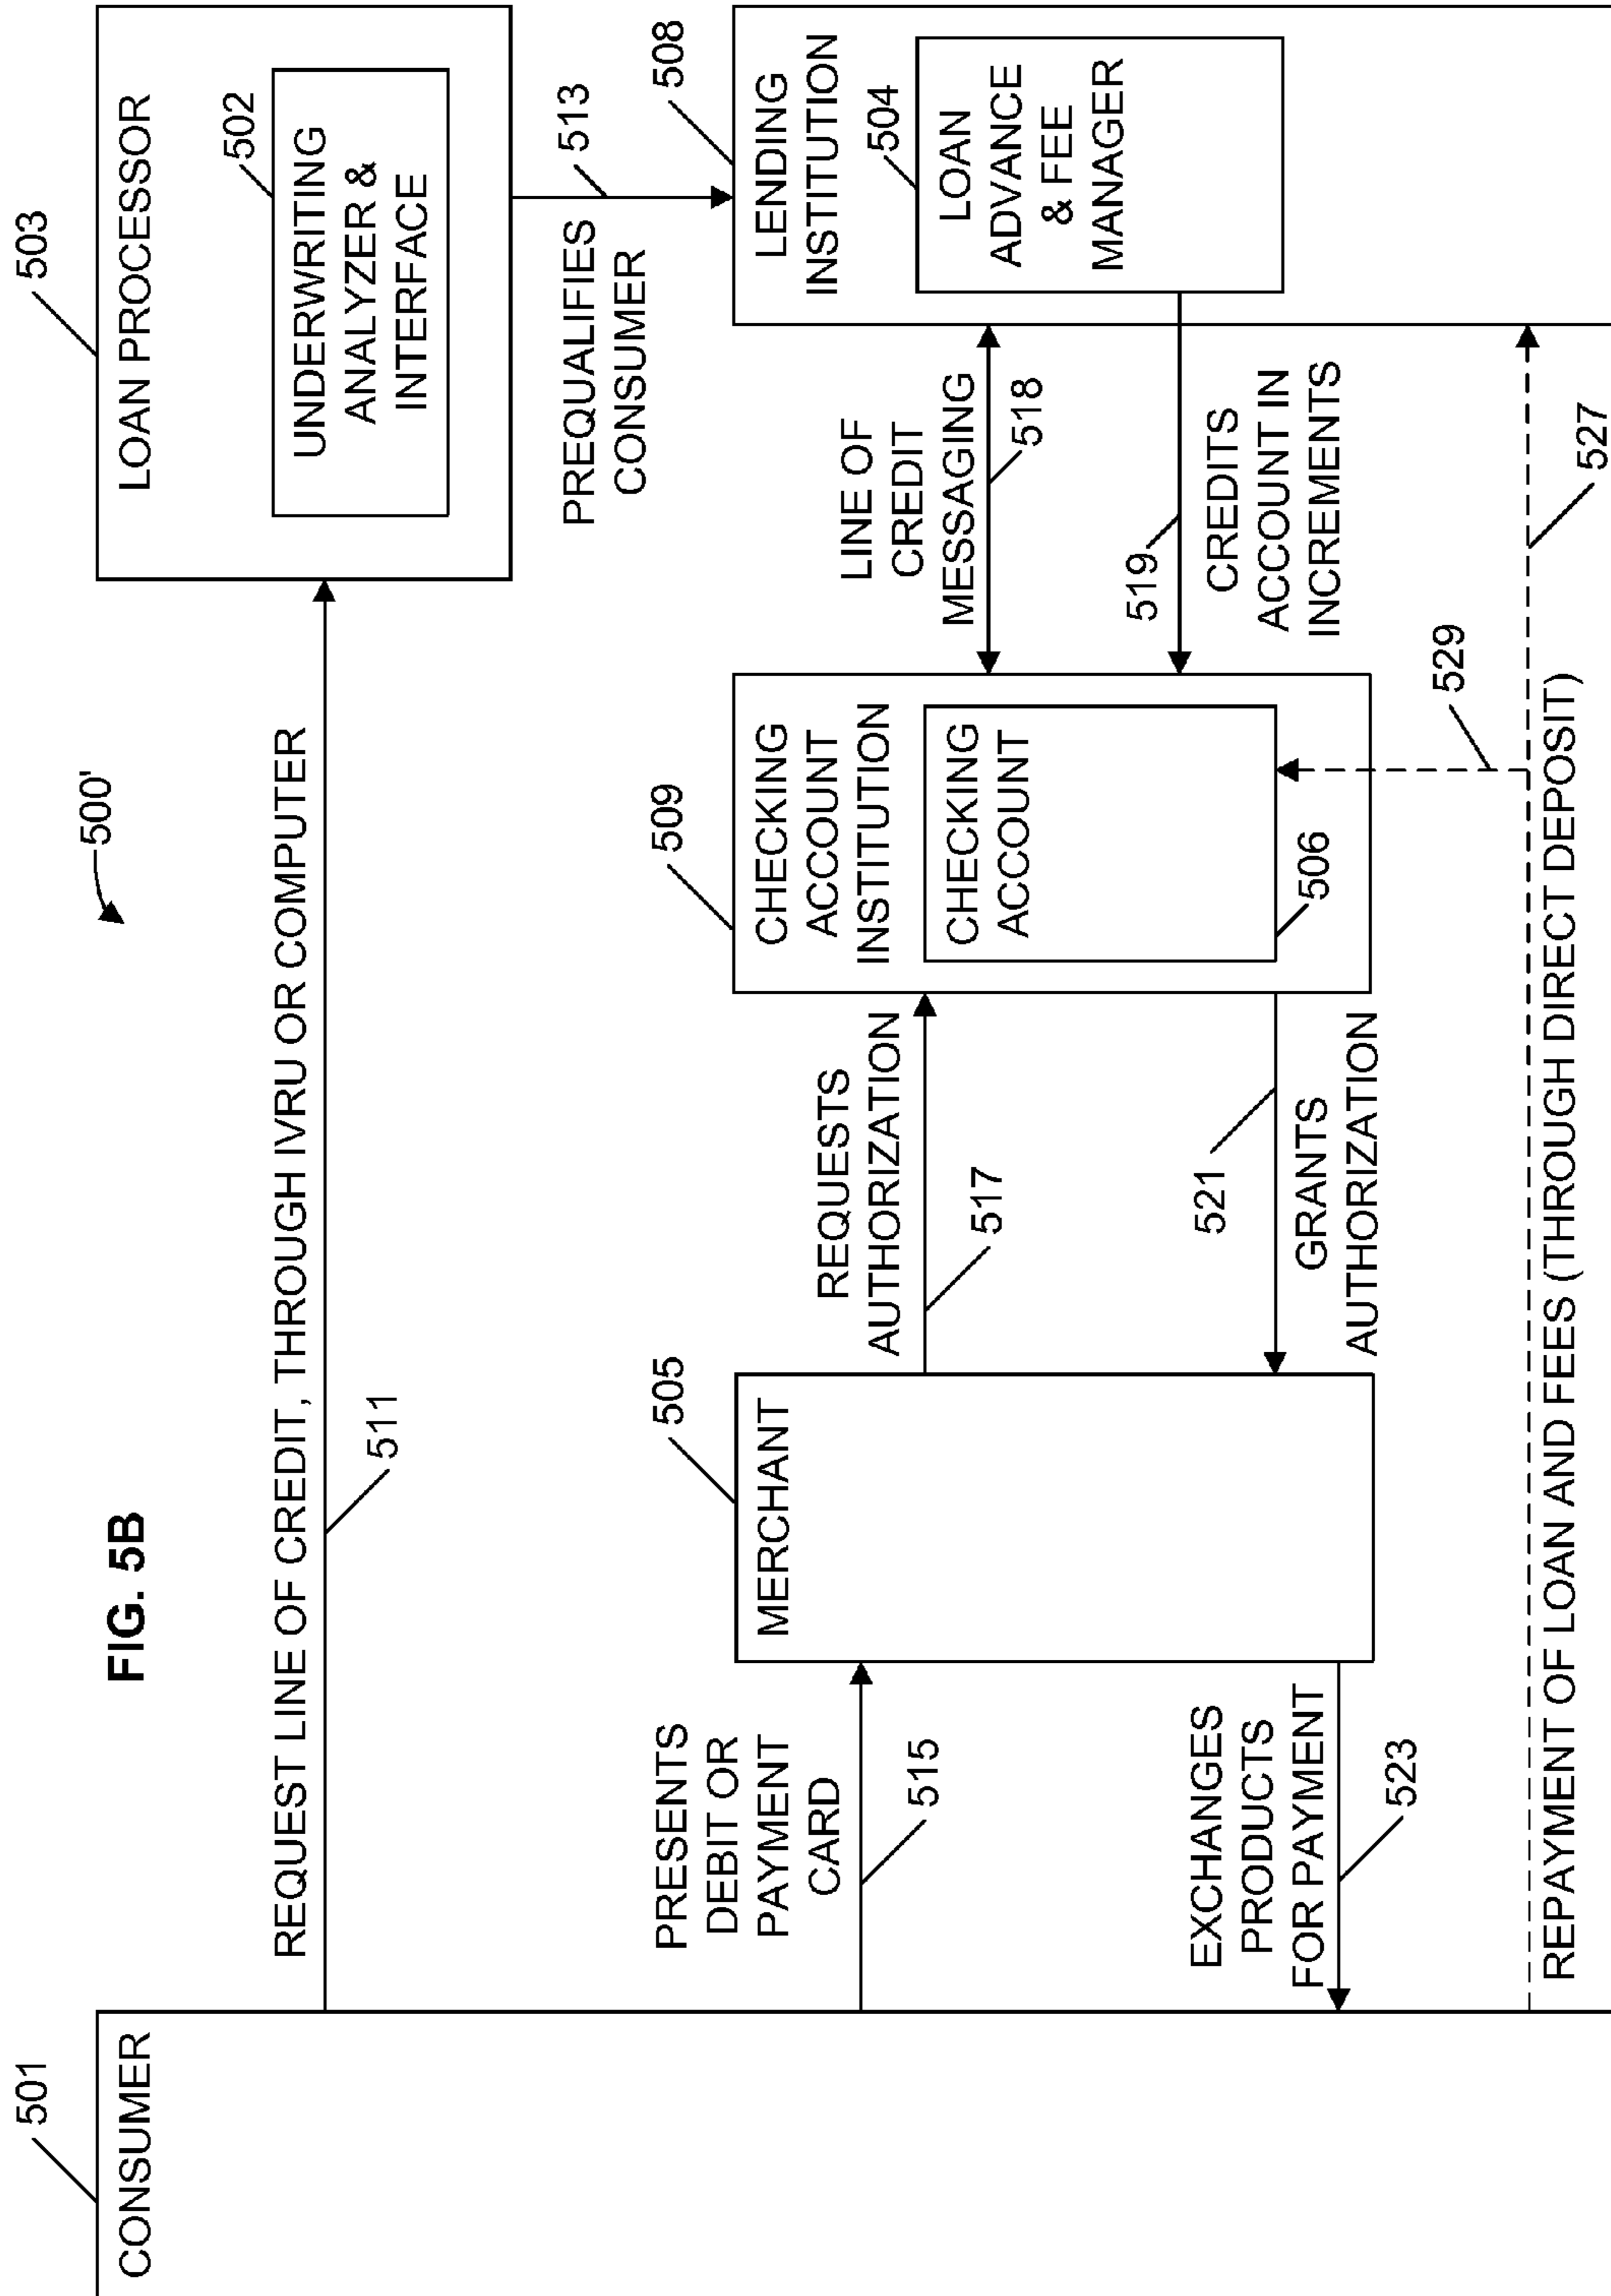 FIG. 5B
500'
501
CONSUMER
REQUEST LINE OF CREDIT, THROUGH IVRU OR COMPUTER
511
503
LOAN PROCESSOR
502
UNDERWRITING
ANALYZER &
INTERFACE
PREQUALIFIES
CONSUMER
513
PRESENTS
DEBIT OR
PAYMENT
CARD
515
505
MERCHANT
REQUESTS
AUTHORIZATION
517
509
CHECKING
ACCOUNT
INSTITUTION
CHECKING
ACCOUNT
506
LINE OF
CREDIT
MESSAGING
518
508
LENDING
INSTITUTION
504
LOAN
ADVANCE
& FEE
MANAGER
519
CREDITS
ACCOUNT IN
INCREMENTS
521
GRANTS
AUTHORIZATION
EXCHANGES
PRODUCTS
FOR PAYMENT
523
529
527
REPAYMENT OF LOAN AND FEES (THROUGH DIRECT DEPOSIT)